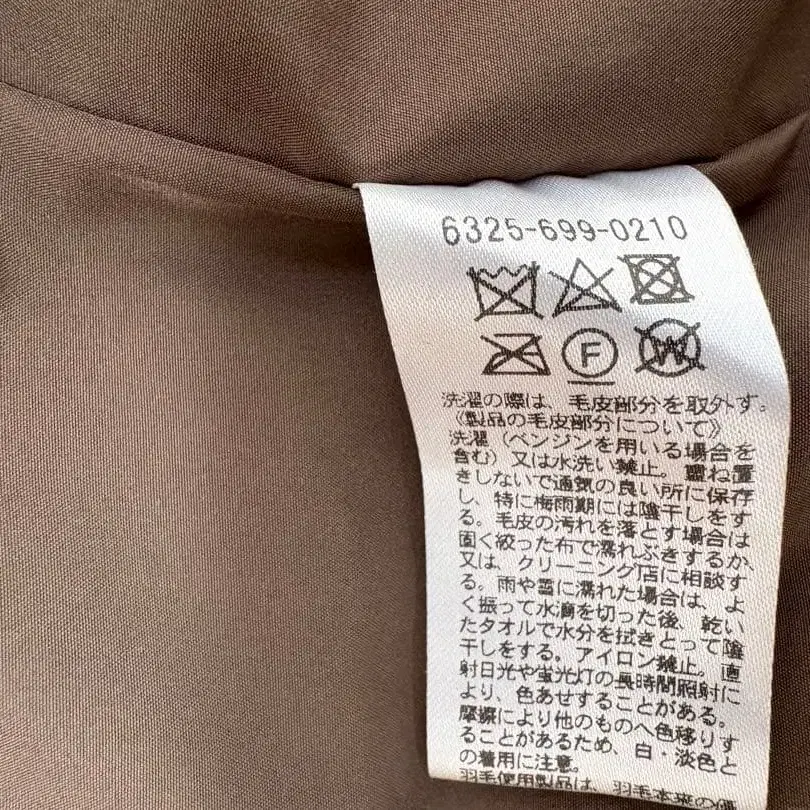 6325-699-0210
F
W
洗濯の際は、毛皮部分を取外す。
《製品の毛皮部分について》
洗濯（ベンジンを用いる場合を
含む）又は水洗い禁止。重ね置
きしないで通気の良い所に保存
し、特に梅雨期には陰干しをす
る。毛皮の汚れを落とす場合は
固く絞った布で濡れぶきするか、
又は、クリーニング店に相談す
る。雨や雪に濡れた場合は、よ
く振って水滴を切った後、乾い
たタオルで水分を拭きとって陰
干しをする。アイロン禁止。直
射日光や蛍光灯の長時間照射に
より、色あせすることがある。
摩擦により他のものへ色移りす
ることがあるため、白・淡色と
の着用に注意。
羽毛使用製品は、羽毛本来の